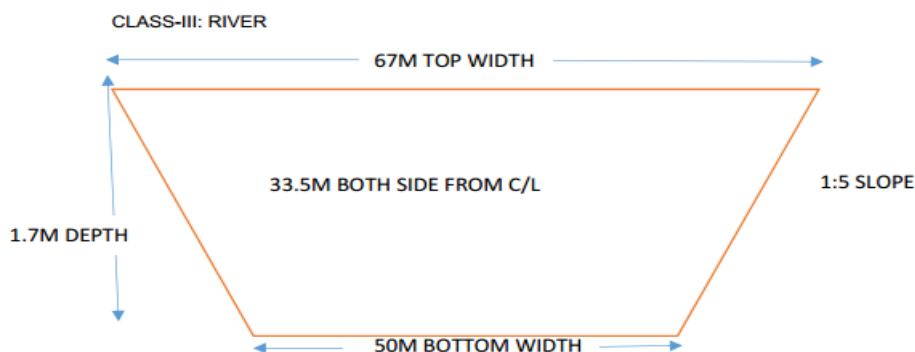 CLASS-III: RIVER
67M TOP WIDTH
33.5M BOTH SIDE FROM C/L
1:5 SLOPE
1.7M DEPTH
50M BOTTOM WIDTH